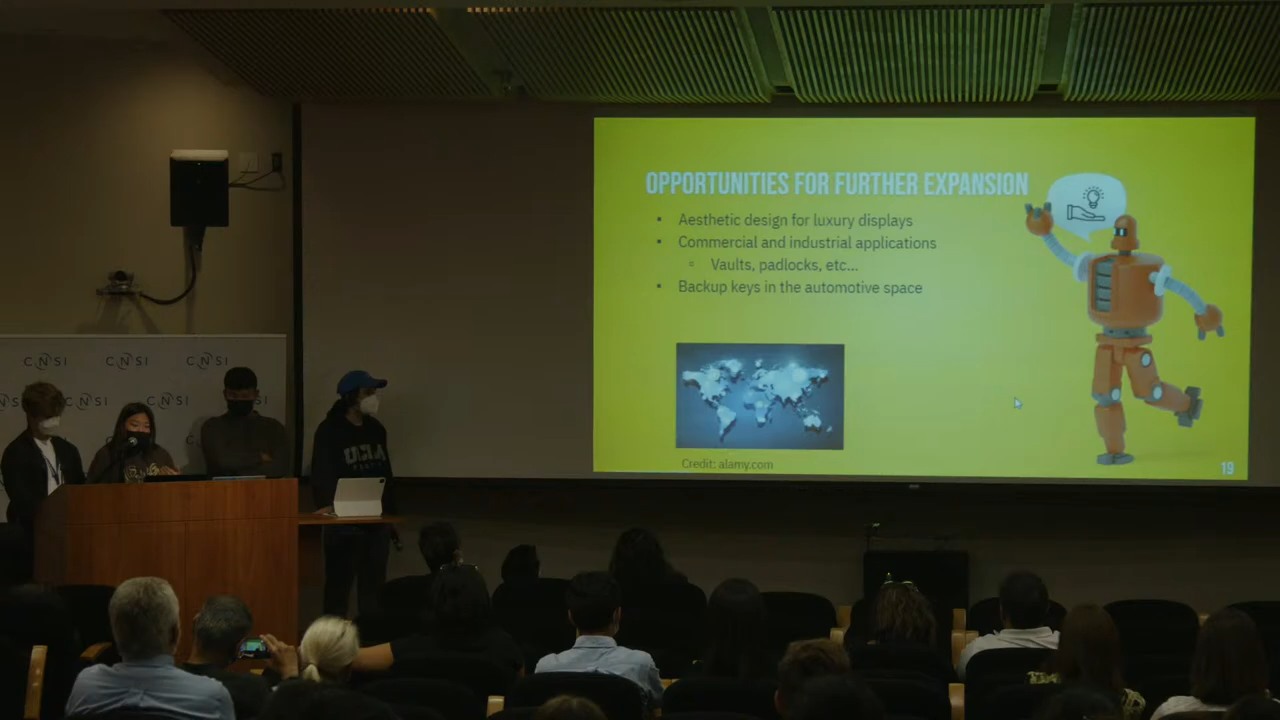 OPPORTUNITIES FOR FURTHER EXPANSION
▪ Aesthetic design for luxury displays
▪ Commercial and industrial applications
▫ Vaults, padlocks, etc...
▪ Backup keys in the automotive space
Credit: alamy.com
19
CNSI CNSI CNSI
CNSI CNSI
CNSI
UCLA